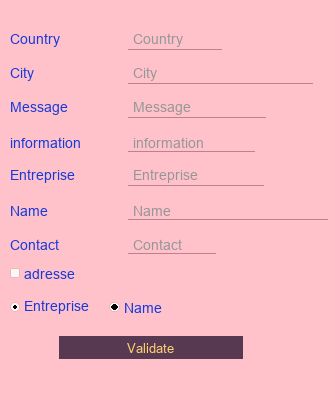 Country Country
City City
Message Message
information information
Entreprise Entreprise
Name Name
Contact Contact
adresse
Entreprise Name
Validate